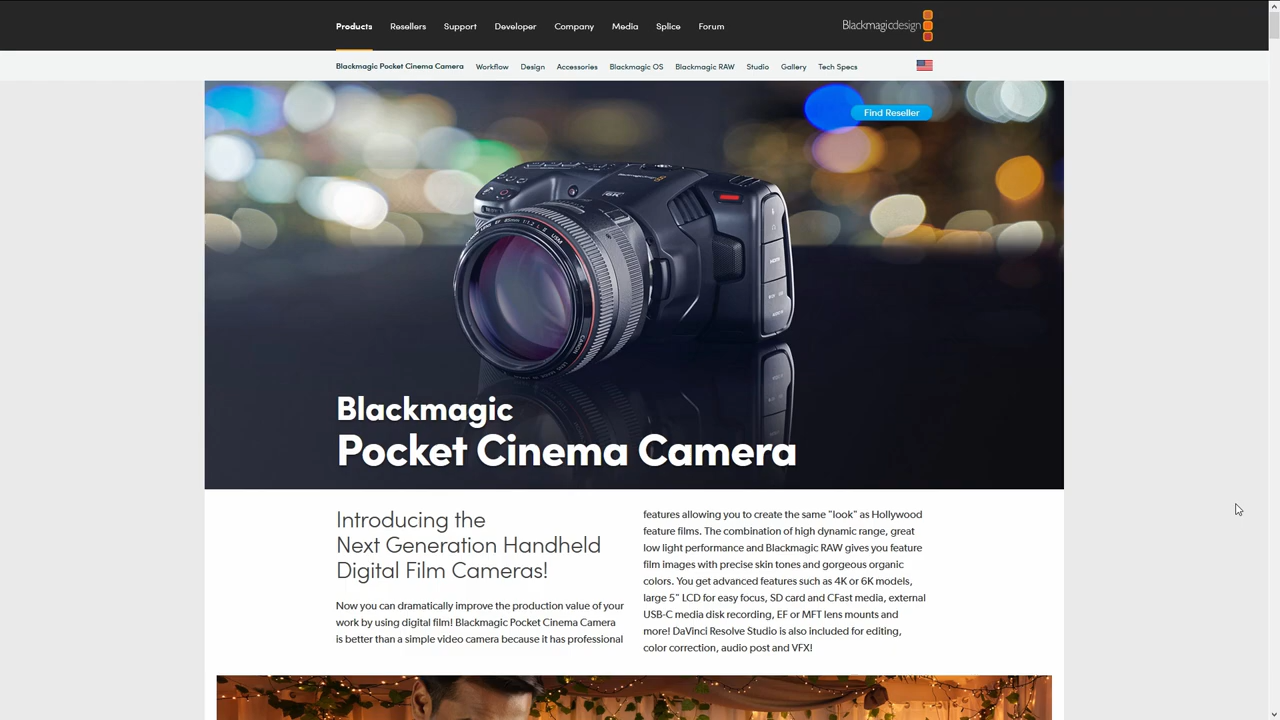 Products Resellers Support Developer Company Media Splice Forum
Blackmagicdesign
Blackmagic Pocket Cinema Camera Workflow Design Accessories Blackmagic OS Blackmagic RAW Studio Gallery Tech Specs
Find Reseller
Blackmagic
Pocket Cinema Camera
Introducing the
Next Generation Handheld
Digital Film Cameras!
Now you can dramatically improve the production value of your
work by using digital film! Blackmagic Pocket Cinema Camera
is better than a simple video camera because it has professional
features allowing you to create the same "look" as Hollywood
feature films. The combination of high dynamic range, great
low light performance and Blackmagic RAW gives you feature
film images with precise skin tones and gorgeous organic
colors. You get advanced features such as 4K or 6K models,
large 5" LCD for easy focus, SD card and CFast media, external
USB-C media disk recording, EF or MFT lens mounts and
more! DaVinci Resolve Studio is also included for editing,
color correction, audio post and VFX!